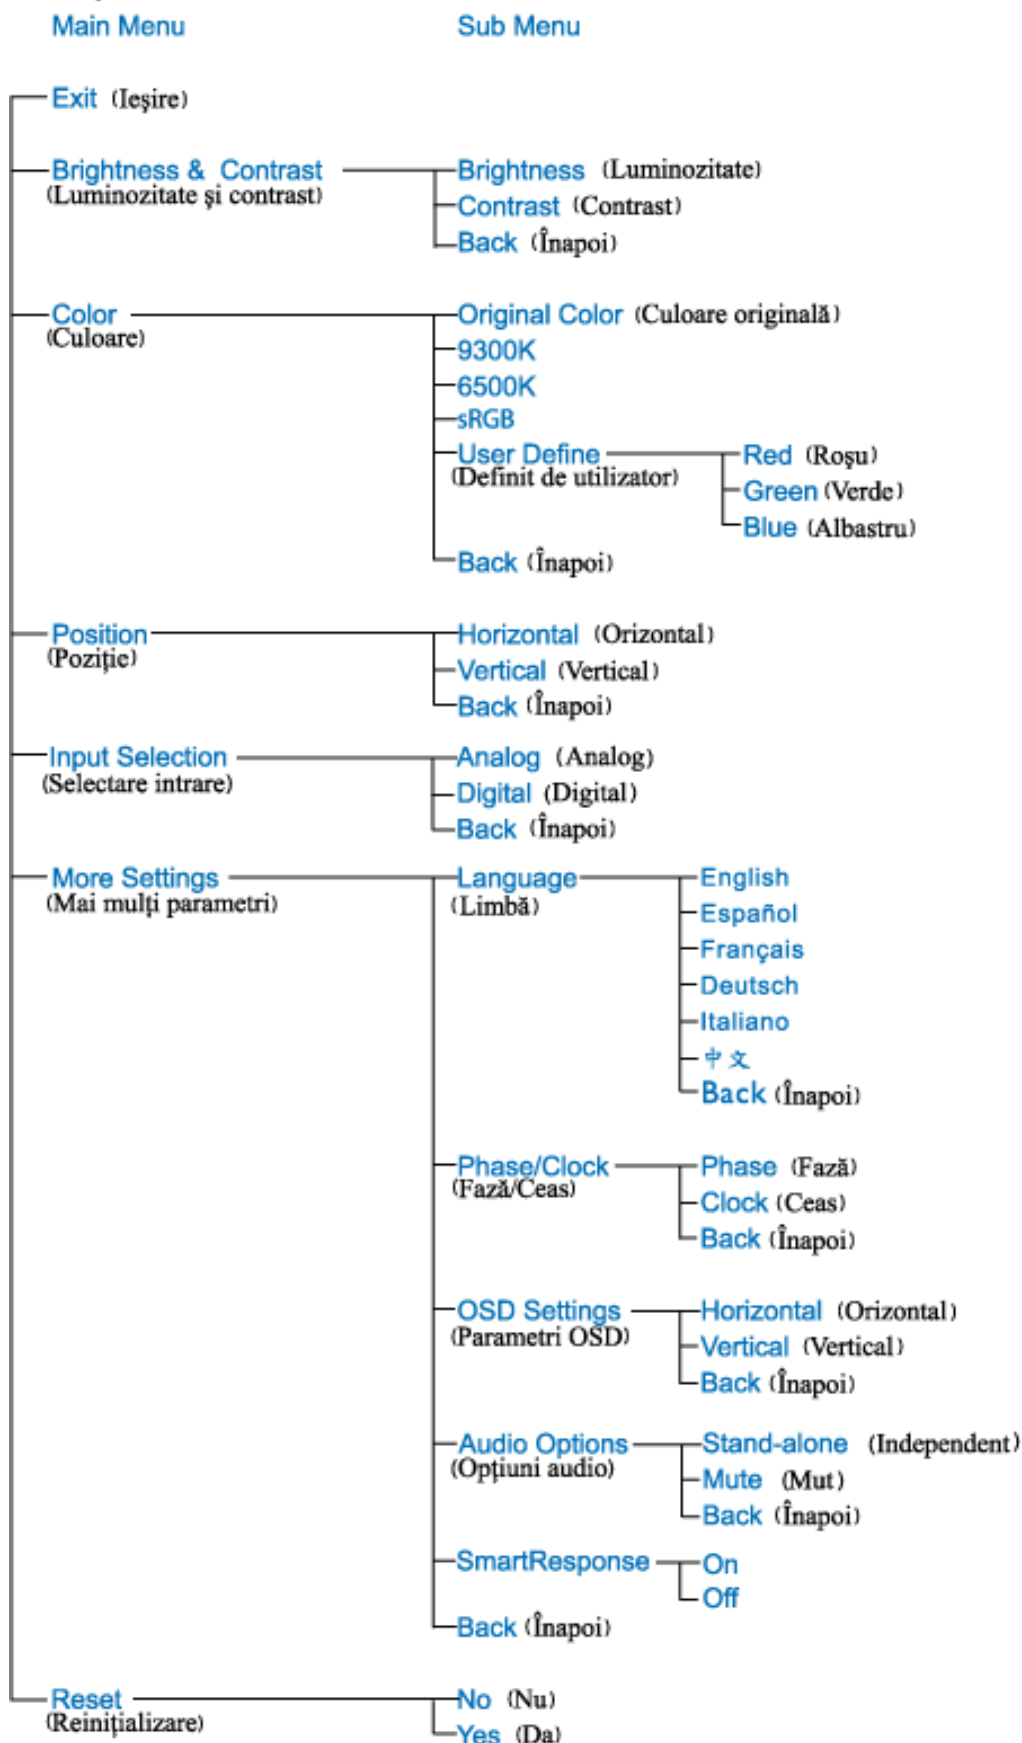 Main Menu Sub Menu
Exit (Ieşire)
Brightness & Contrast Brightness (Luminozitate)
(Luminozitate şi contrast)
Contrast (Contrast)
Back (Înapoi)
Color Original Color (Culoare originală)
(Culoare)
9300K
6500K
sRGB
User Define Red (Roşu)
(Definit de utilizator)
Green (Verde)
Blue (Albastru)
Back (Înapoi)
Position Horizontal (Orizontal)
(Poziţie)
Vertical (Vertical)
Back (Înapoi)
Input Selection Analog (Analog)
(Selectare intrare)
Digital (Digital)
Back (Înapoi)
More Settings Language English
(Mai mulţi parametri) (Limbă)
Español
Français
Deutsch
Italiano
中文
Back (Înapoi)
Phase/Clock Phase (Fază)
(Fază/Ceas)
Clock (Ceas)
Back (Înapoi)
OSD Settings Horizontal (Orizontal)
(Parametri OSD)
Vertical (Vertical)
Back (Înapoi)
Audio Options Stand-alone (Independent)
(Opţiuni audio)
Mute (Mut)
Back (Înapoi)
SmartResponse On
Off
Back (Înapoi)
Reset No (Nu)
(Reiniţializare)
Yes (Da)